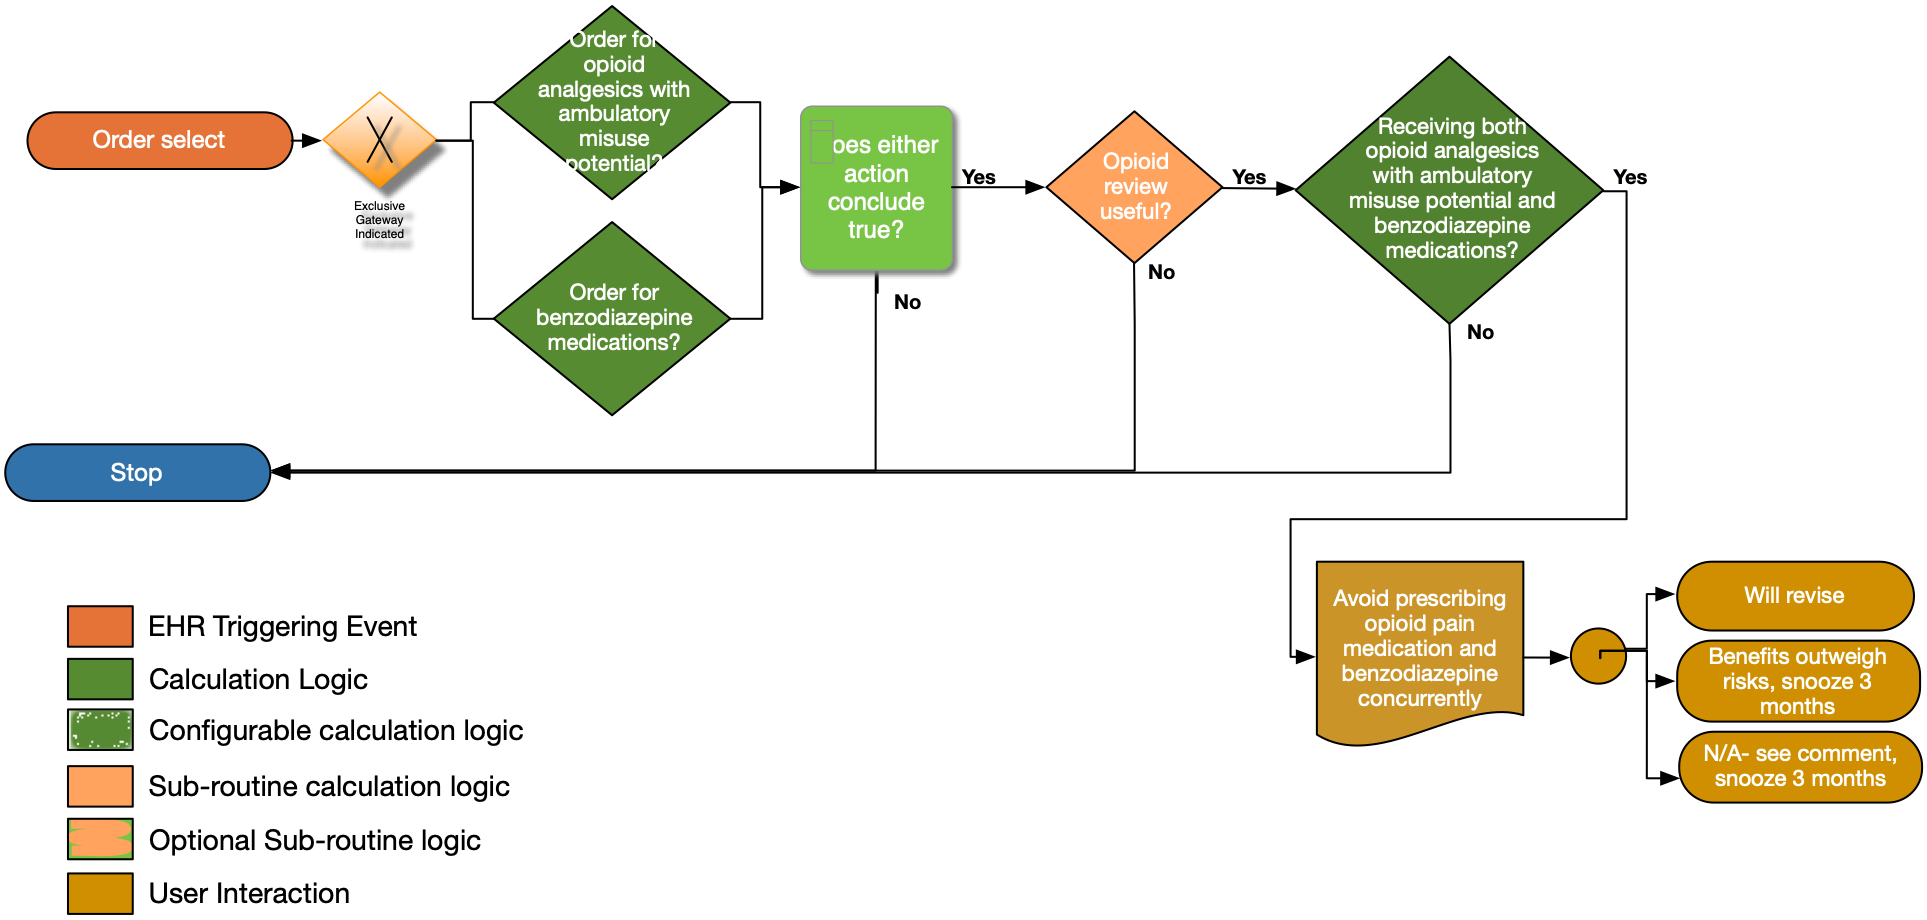 Order select
Exclusive
Gateway
Indicated
Order for
opioid
analgesics with
ambulatory
misuse
potential?
Order for
benzodiazepine
medications?
oes either
action
conclude
true?
Yes
No
Opioid
review
useful?
Yes
No
Receiving both
opioid analgesics
with ambulatory
misuse potential and
benzodiazepine
medications?
Yes
No
Stop
Avoid prescribing
opioid pain
medication and
benzodiazepine
concurrently
Will revise
Benefits outweigh
risks, snooze 3
months
N/A- see comment,
snooze 3 months
EHR Triggering Event
Calculation Logic
Configurable calculation logic
Sub-routine calculation logic
Optional Sub-routine logic
User Interaction